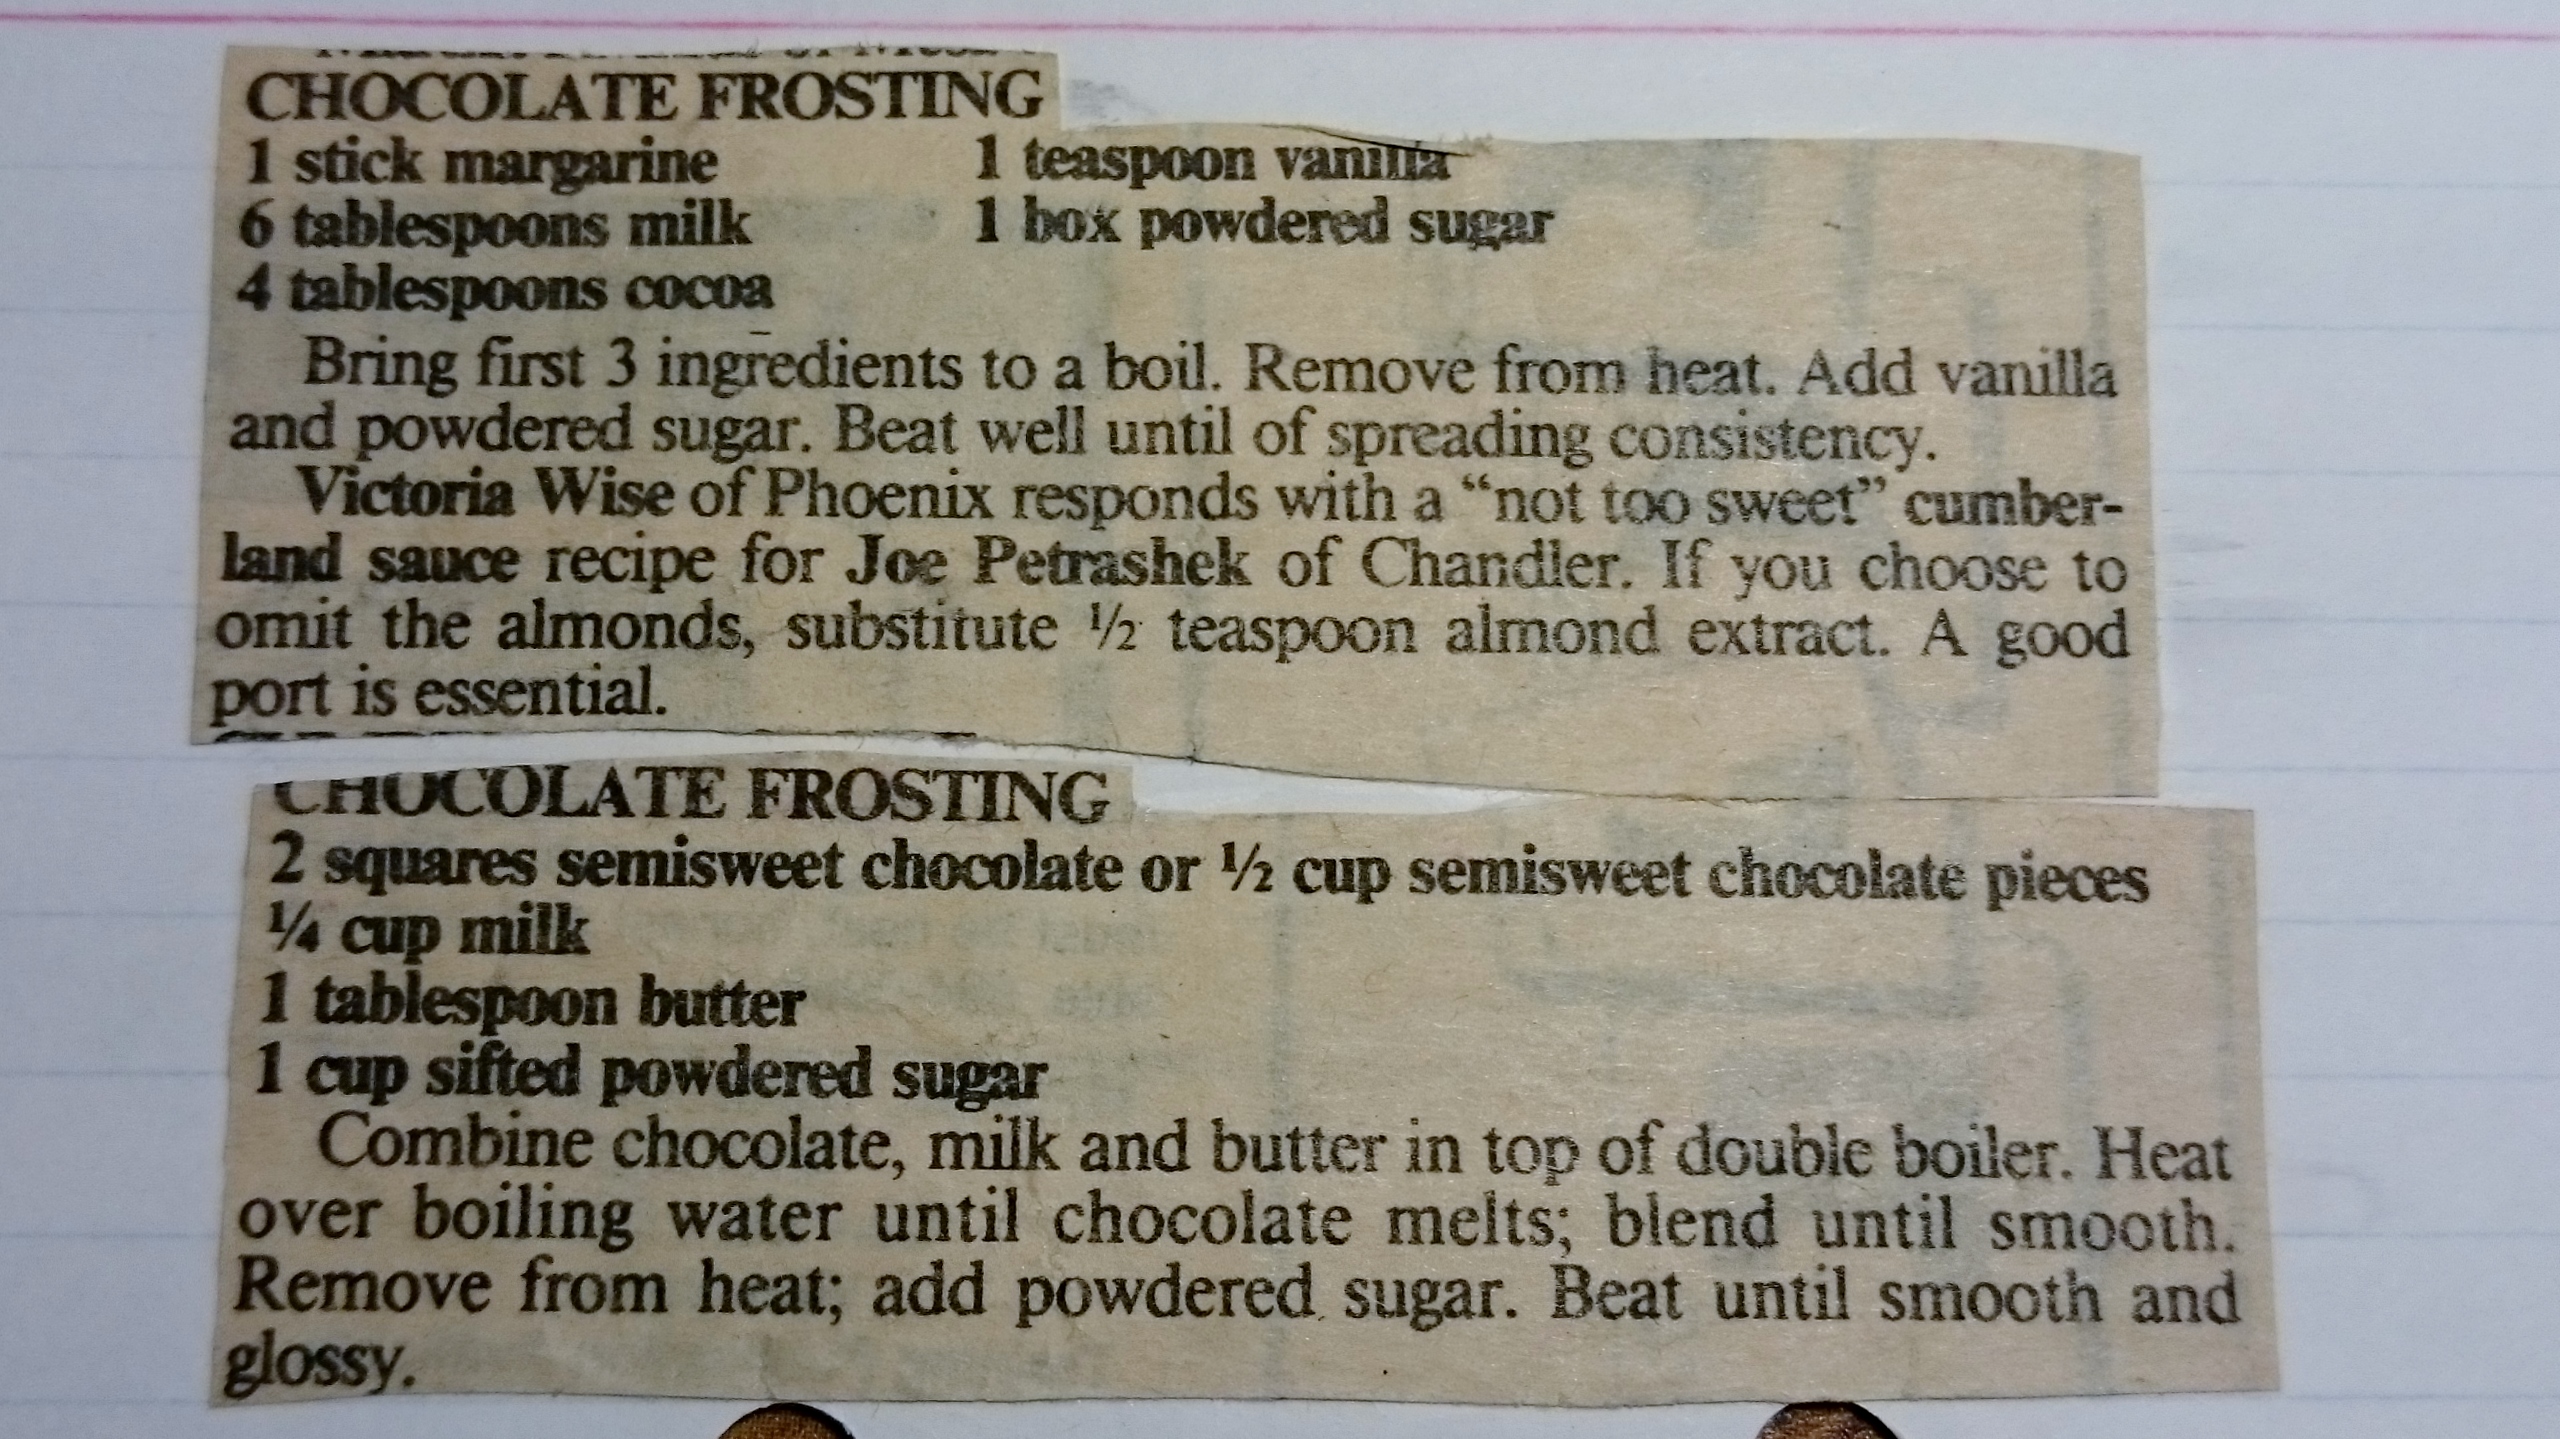 CHOCOLATE FROSTING
1 stick margarine 1 teaspoon vanilla
6 tablespoons milk 1 box powdered sugar
4 tablespoons cocoa
Bring first 3 ingredients to a boil. Remove from heat. Add vanilla
and powdered sugar. Beat well until of spreading consistency.
Victoria Wise of Phoenix responds with a “not too sweet” cumber-
land sauce recipe for Joe Petrashek of Chandler. If you choose to
omit the almonds, substitute ½ teaspoon almond extract. A good
port is essential.
CHOCOLATE FROSTING
2 squares semisweet chocolate or ½ cup semisweet chocolate pieces
¼ cup milk
1 tablespoon butter
1 cup sifted powdered sugar
Combine chocolate, milk and butter in top of double boiler. Heat
over boiling water until chocolate melts; blend until smooth.
Remove from heat; add powdered sugar. Beat until smooth and
glossy.